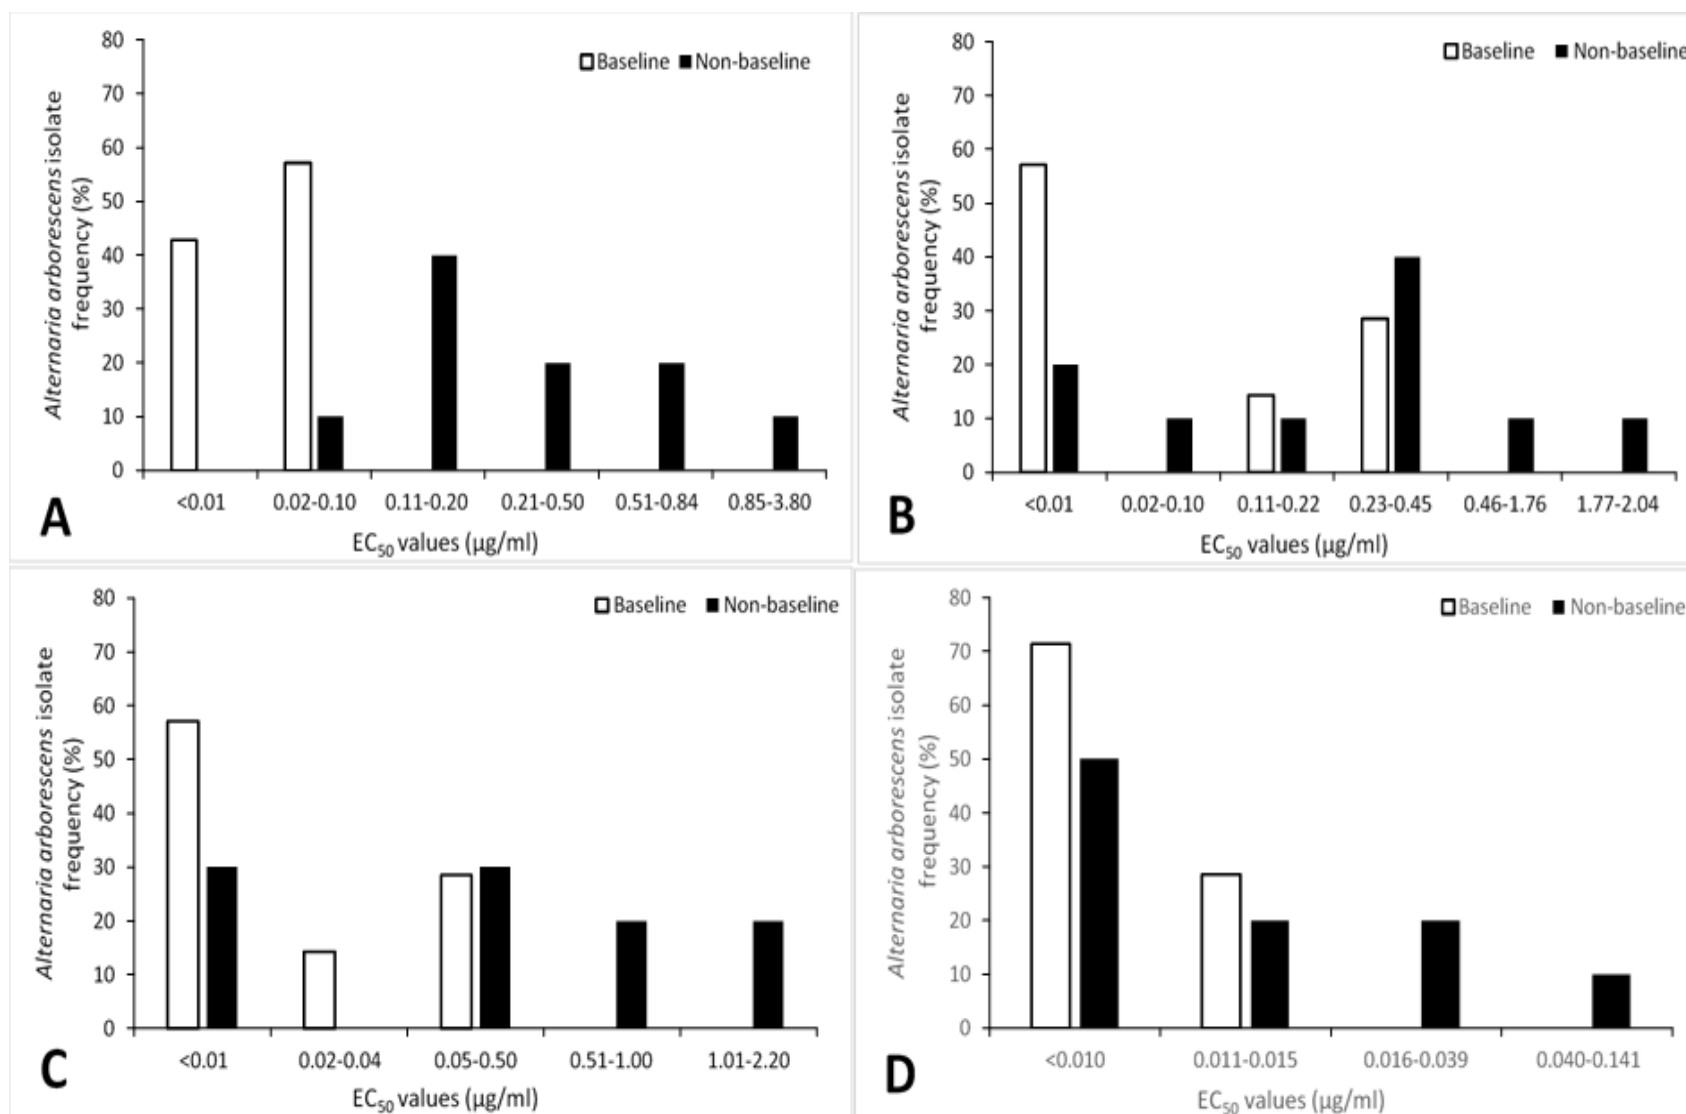 80
70
60
50
40
30
20
10
0
Alternaria arborescens isolate
frequency (%)
Baseline Non-baseline
<0.01 0.02-0.10 0.11-0.20 0.21-0.50 0.51-0.84 0.85-3.80
EC50 values (µg/ml)
A
80
70
60
50
40
30
20
10
0
Alternaria arborescens isolate
frequency (%)
Baseline Non-baseline
<0.01 0.02-0.10 0.11-0.22 0.23-0.45 0.46-1.76 1.77-2.04
EC50 values (µg/ml)
B
80
70
60
50
40
30
20
10
0
Alternaria arborescens isolate
frequency (%)
Baseline Non-baseline
<0.01 0.02-0.04 0.05-0.50 0.51-1.00 1.01-2.20
EC50 values (µg/ml)
C
80
70
60
50
40
30
20
10
0
Alternaria arborescens isolate
frequency (%)
Baseline Non-baseline
<0.010 0.011-0.015 0.016-0.039 0.040-0.141
EC50 values (µg/ml)
D